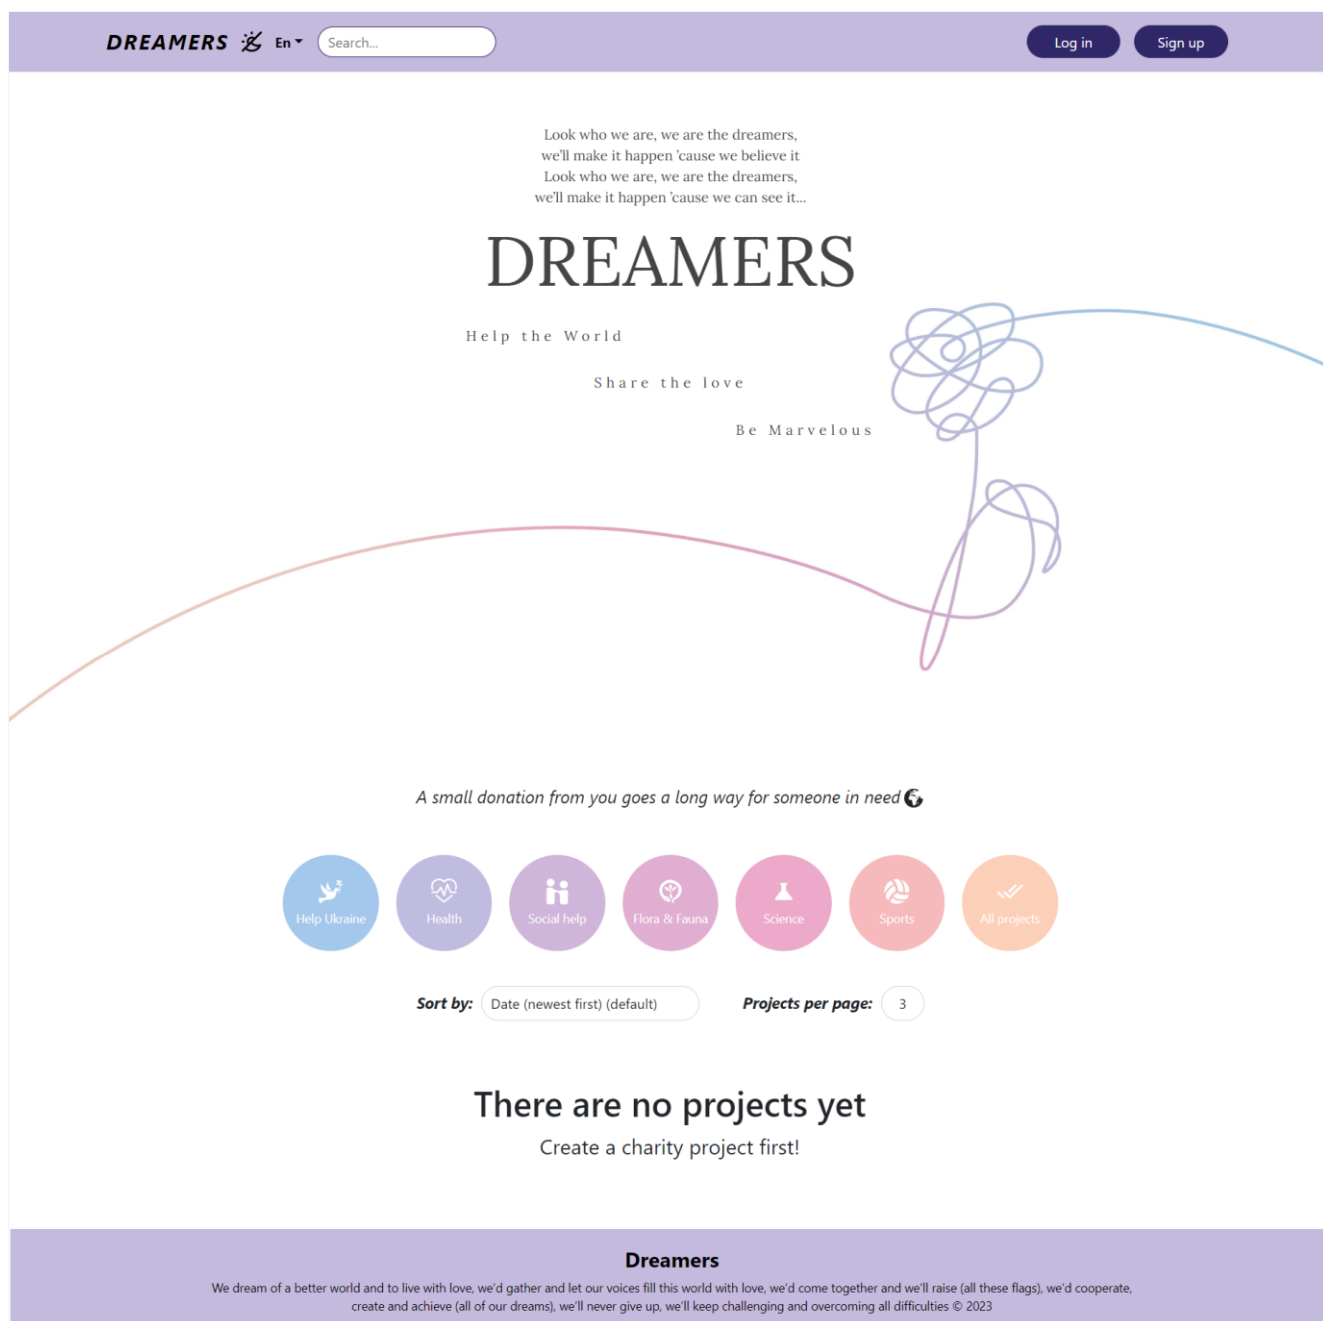 DREAMERS En Search... Log in Sign up
Look who we are, we are the dreamers,
we'll make it happen 'cause we believe it
Look who we are, we are the dreamers,
we'll make it happen 'cause we can see it...
DREAMERS
Help the World
Share the love
Be Marvelous
A small donation from you goes a long way for someone in need
Help Ukraine Health Social help Flora & Fauna Science Sports All projects
Sort by: Date (newest first) (default) Projects per page: 3
There are no projects yet
Create a charity project first!
Dreamers
We dream of a better world and to live with love, we'd gather and let our voices fill this world with love, we'd come together and we'll raise (all these flags), we'd cooperate,
create and achieve (all of our dreams), we'll never give up, we'll keep challenging and overcoming all difficulties © 2023